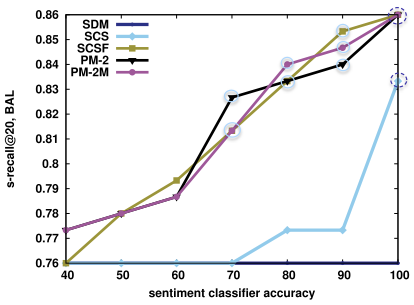 0.86
0.85
0.84
0.83
0.82
0.81
0.8
0.79
0.78
0.77
0.76
s-recall@20, BAL
SDM
SCS
SCSF
PM-2
PM-2M
40 50 60 70 80 90 100
sentiment classifier accuracy